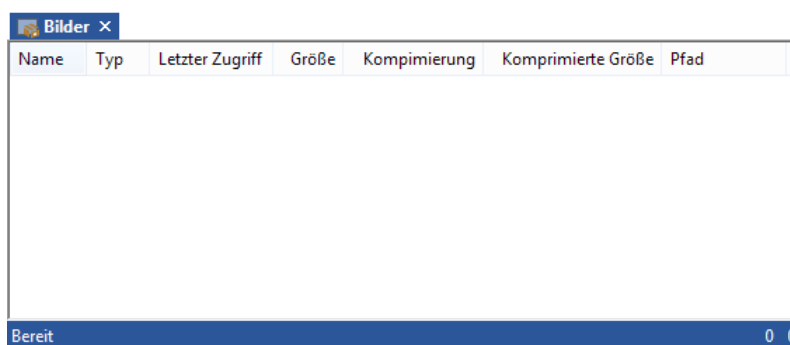 Bilder
Name Typ Letzter Zugriff Größe Kompimierung Komprimierte Größe Pfad
Bereit 0